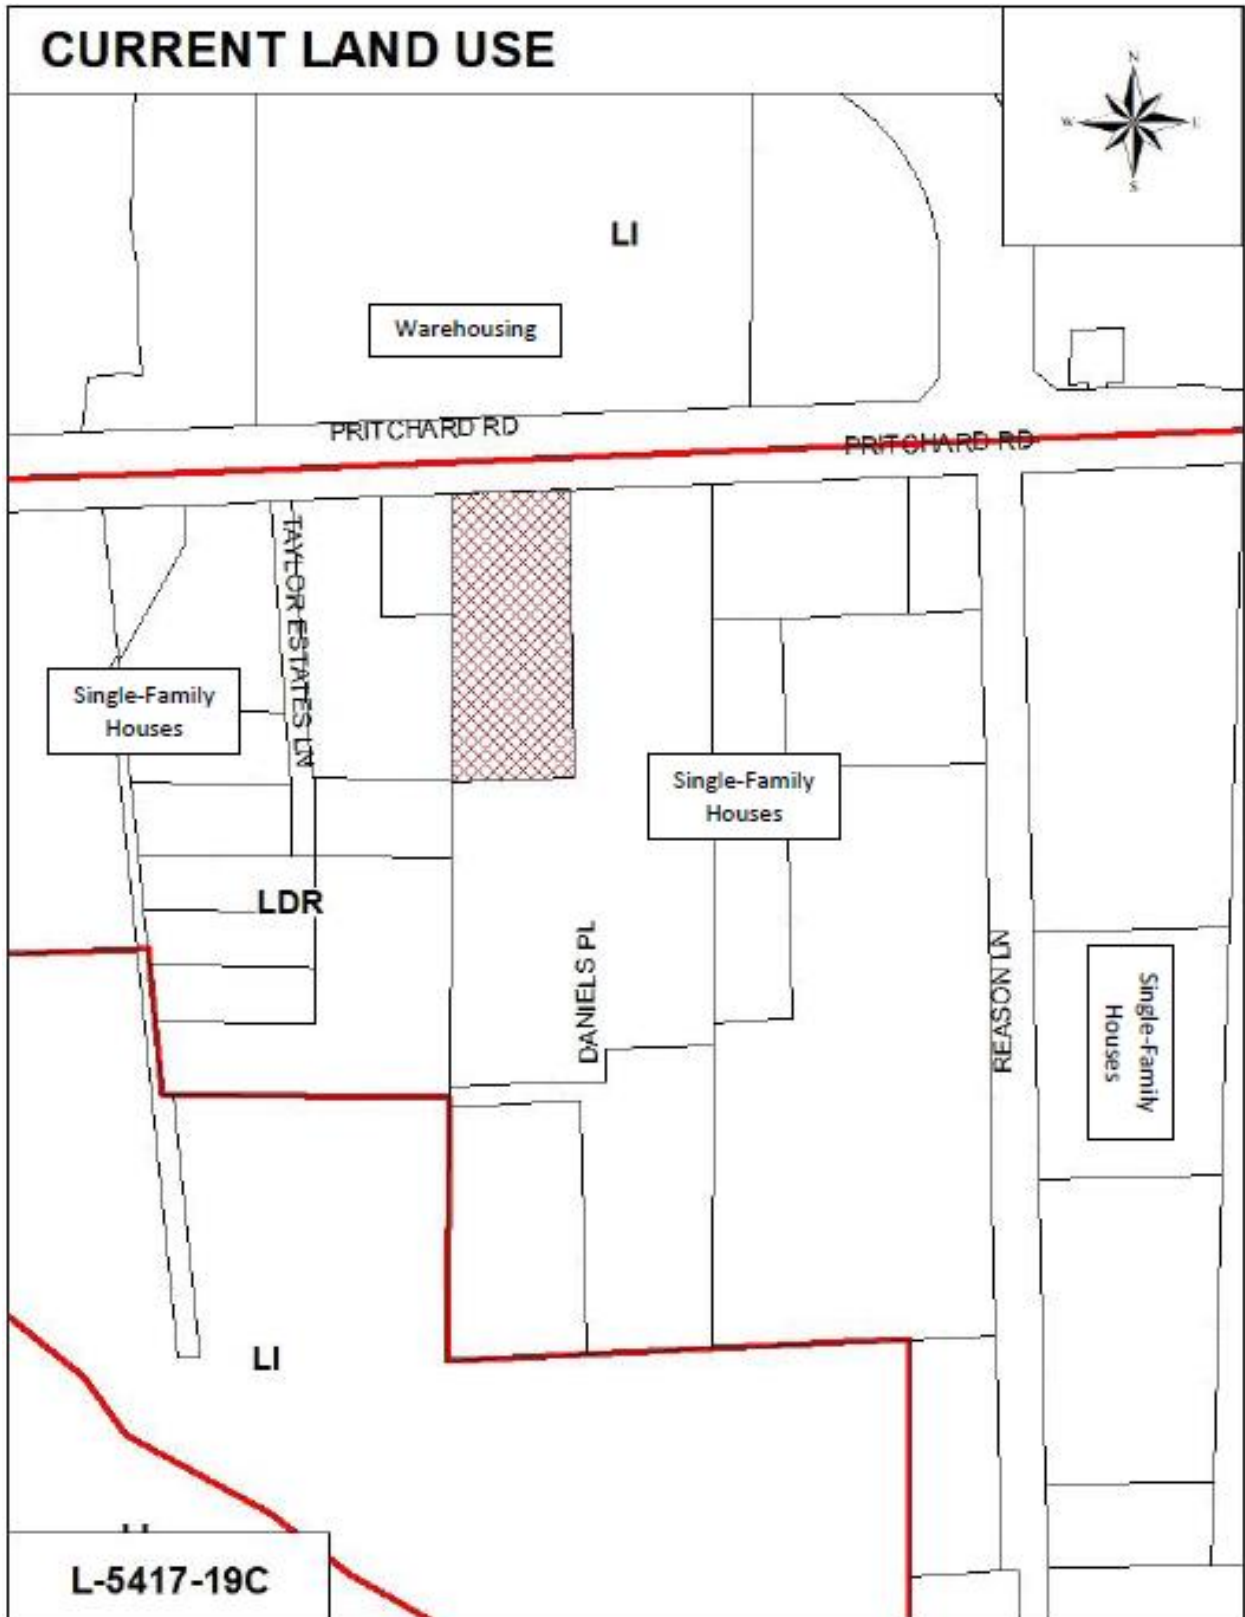 CURRENT LAND USE
N
W
E
S
LI
Warehousing
PRITCHARD RD
PRITCHARD RD
TAYLOR ESTATES LN
Single-Family
Houses
Single-Family
Houses
LDR
DANIELS PL
REASON LN
Single-Family
Houses
LI
L-5417-19C